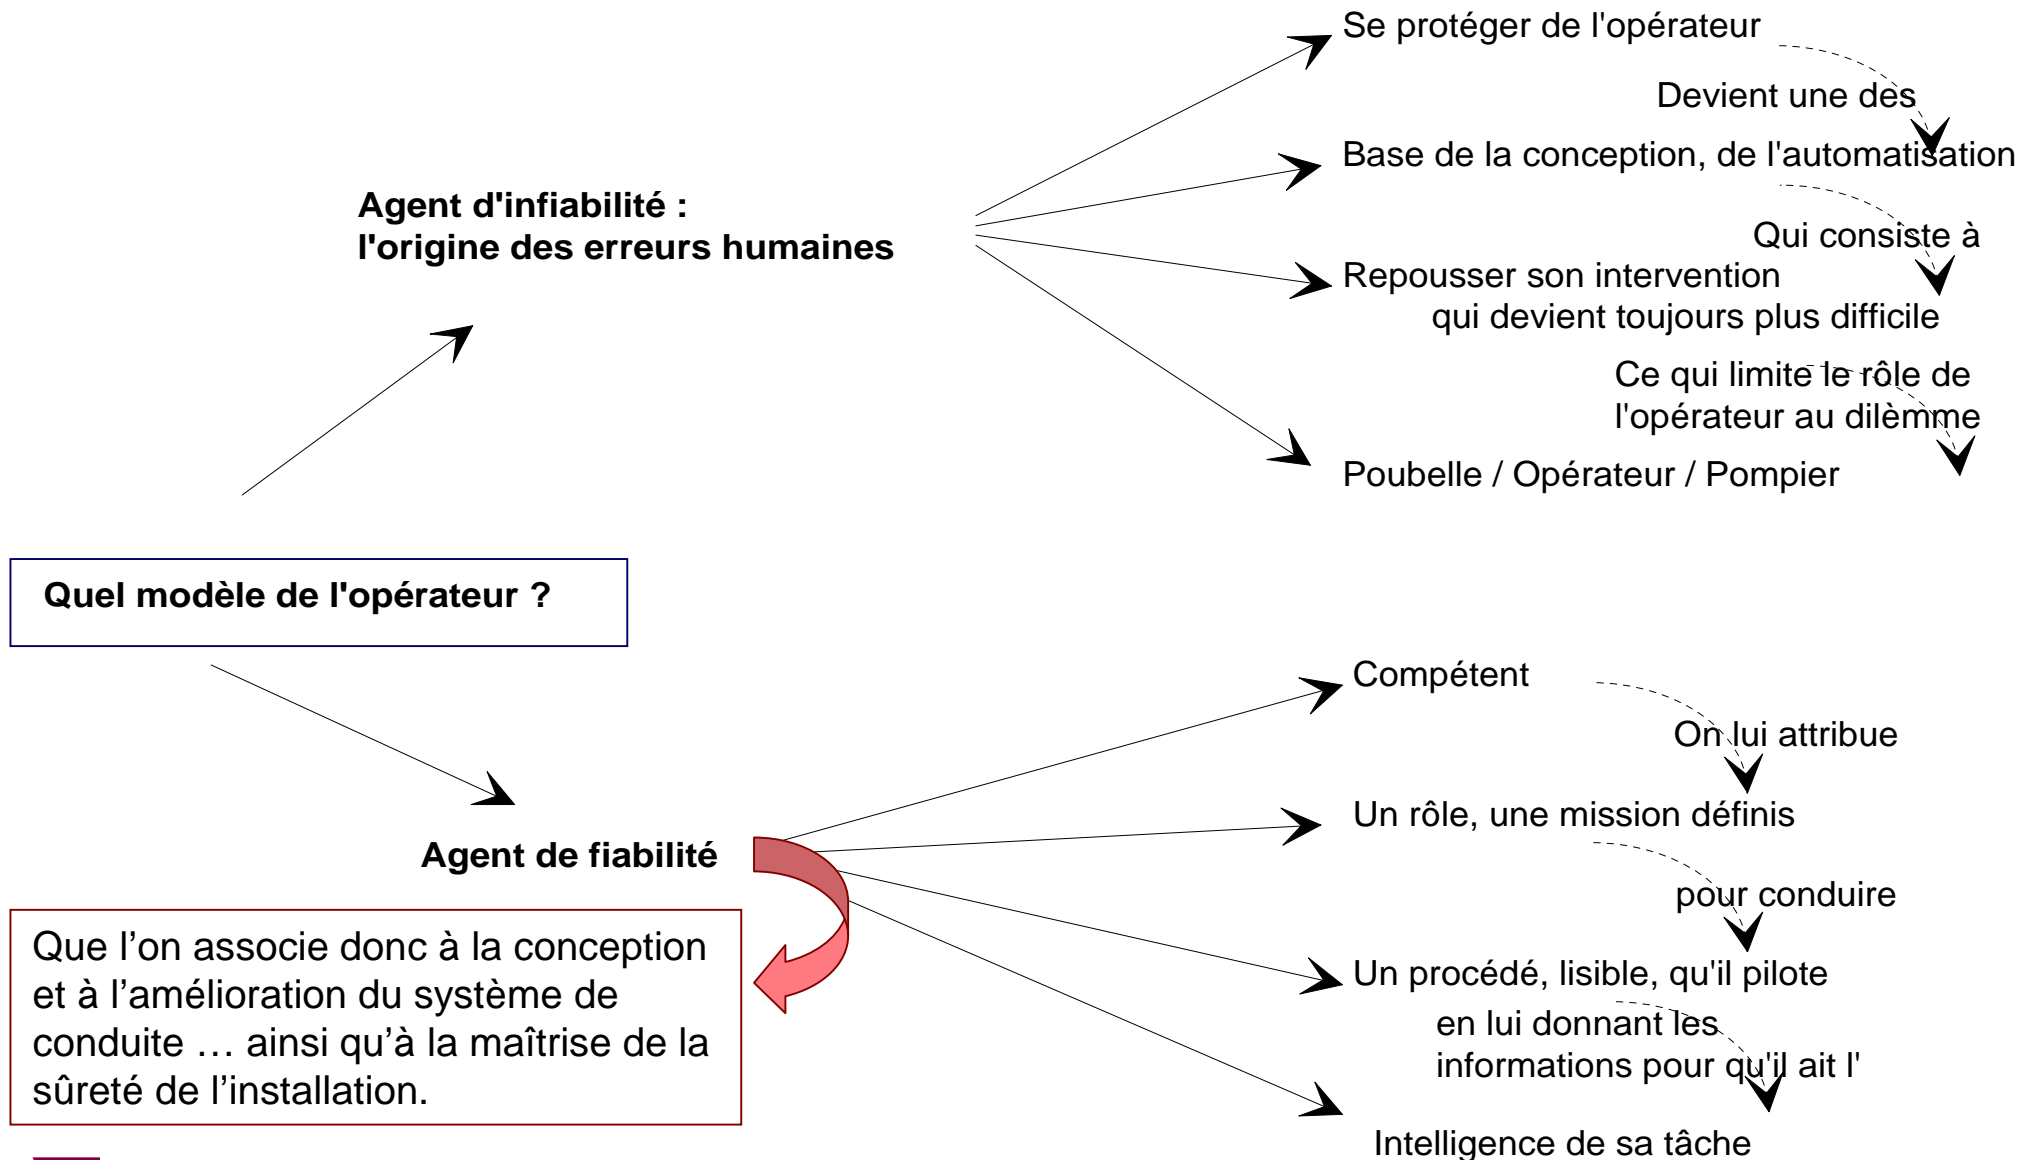 Se protéger de l'opérateur
Devient une des
Base de la conception, de l'automatisation
Agent d'infiabilité :
l'origine des erreurs humaines
Qui consiste à
Repousser son intervention
qui devient toujours plus difficile
Ce qui limite le rôle de
l'opérateur au dilèmme
Poubelle / Opérateur / Pompier
Quel modèle de l'opérateur ?
Compétent
On lui attribue
Un rôle, une mission définis
Agent de fiabilité
pour conduire
Que l’on associe donc à la conception
et à l’amélioration du système de
conduite … ainsi qu’à la maîtrise de la
sûreté de l’installation.
Un procédé, lisible, qu'il pilote
en lui donnant les
informations pour qu'il ait l'
Intelligence de sa tâche